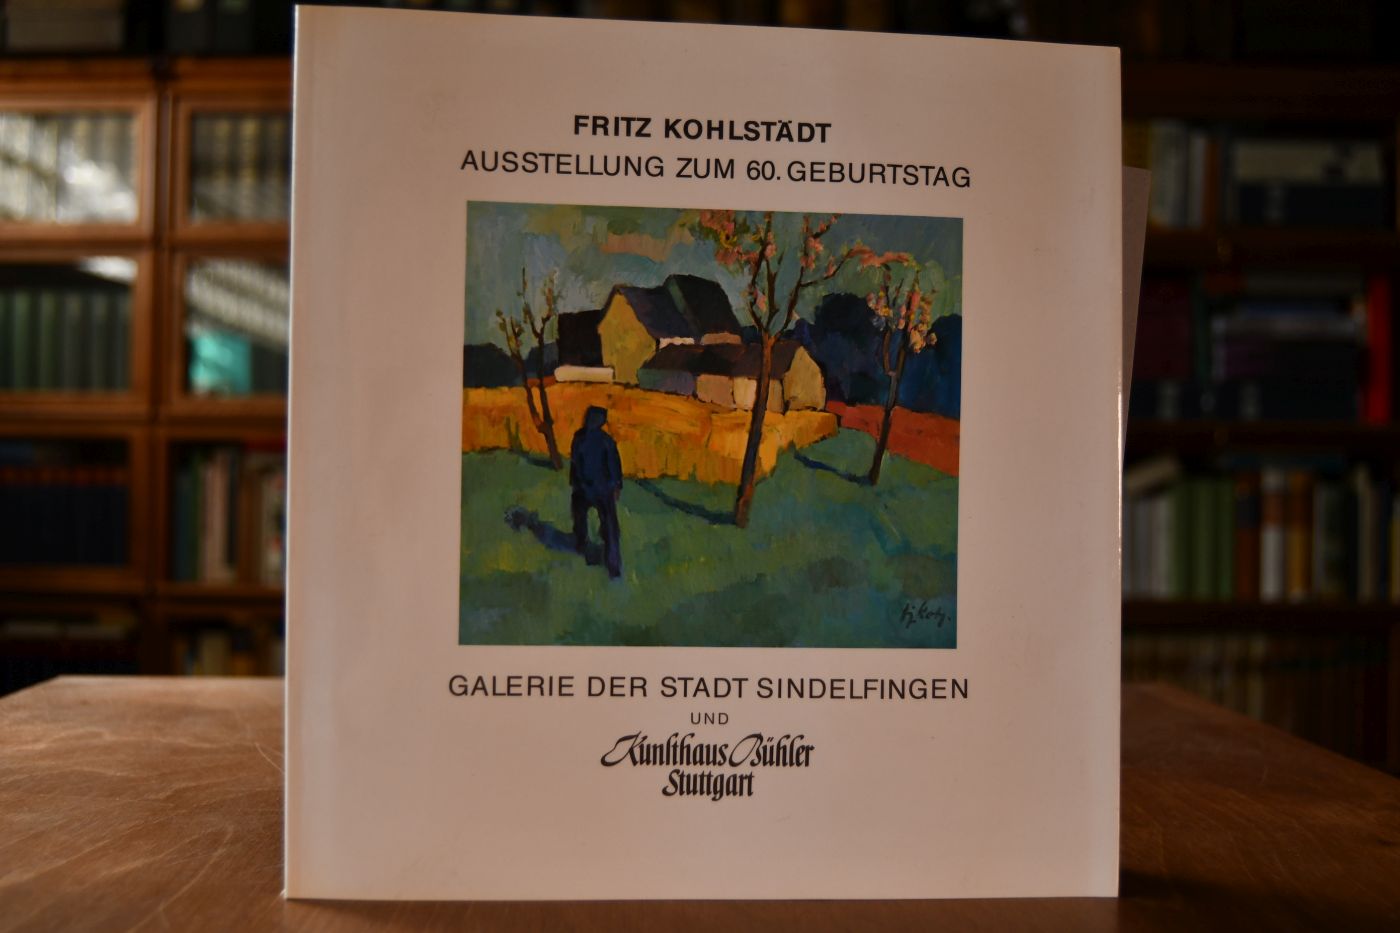 FRITZ KOHLSTÄDT
AUSSTELLUNG ZUM 60. GEBURTSTAG
GALERIE DER STADT SINDELFINGEN
UND
Kunſthaus Bühler
Stuttgart